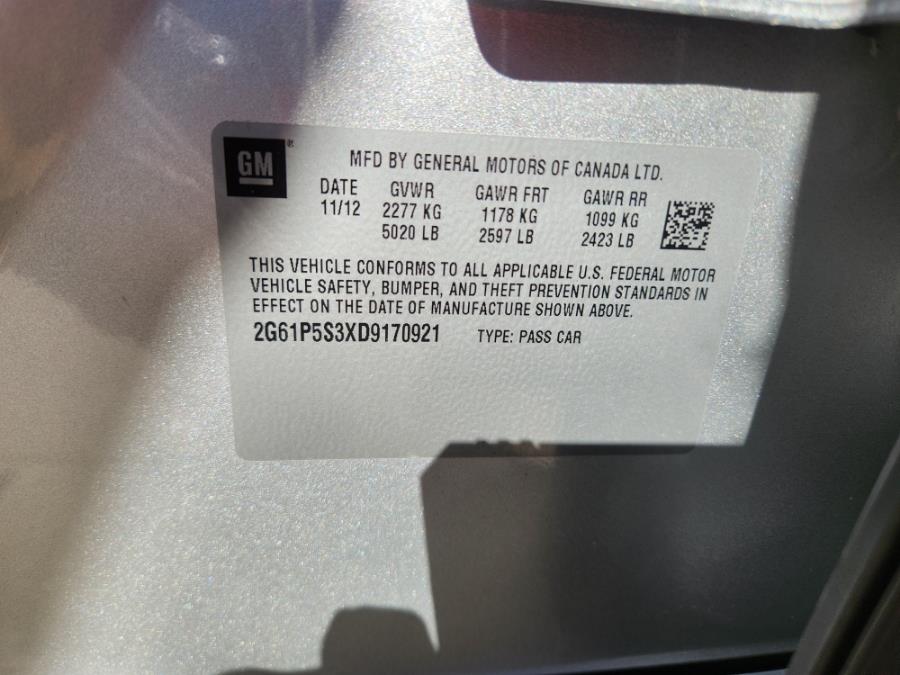 GM ®
MFD BY GENERAL MOTORS OF CANADA LTD.
DATE GVWR GAWR FRT GAWR RR
11/12 2277 KG 1178 KG 1099 KG
5020 LB 2597 LB 2423 LB
THIS VEHICLE CONFORMS TO ALL APPLICABLE U.S. FEDERAL MOTOR
VEHICLE SAFETY, BUMPER, AND THEFT PREVENTION STANDARDS IN
EFFECT ON THE DATE OF MANUFACTURE SHOWN ABOVE.
2G61P5S3XD9170921 TYPE: PASS CAR